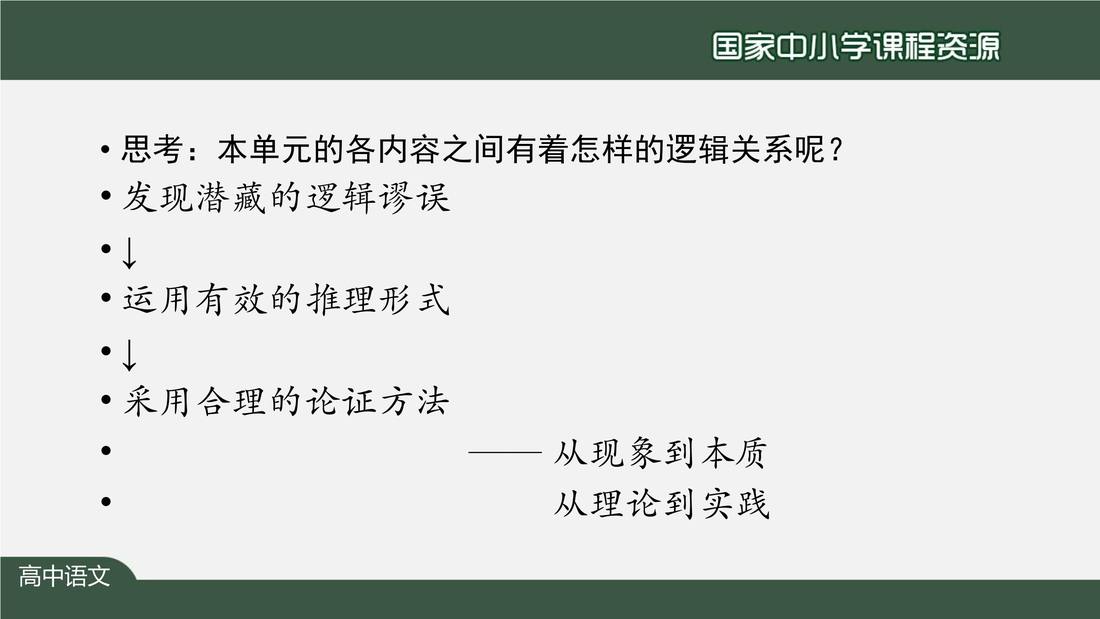 国家中小学课程资源
• 思考：本单元的各内容之间有着怎样的逻辑关系呢？
• 发现潜藏的逻辑谬误
• ↓
• 运用有效的推理形式
• ↓
• 采用合理的论证方法
• —— 从现象到本质
• 从理论到实践
高中语文